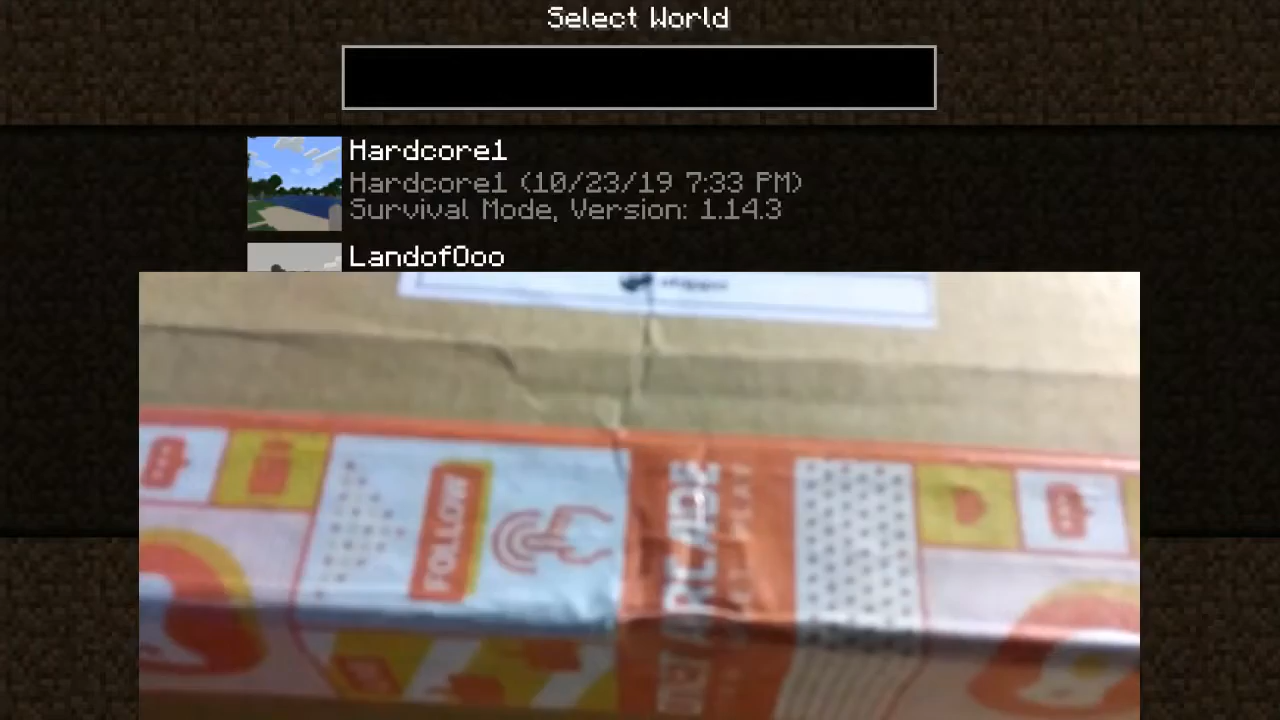 Select World
Hardcore1
Hardcore1 (10/23/19 7:33 PM)
Survival Mode, Version: 1.14.3
LandofOoo
FOLLOW